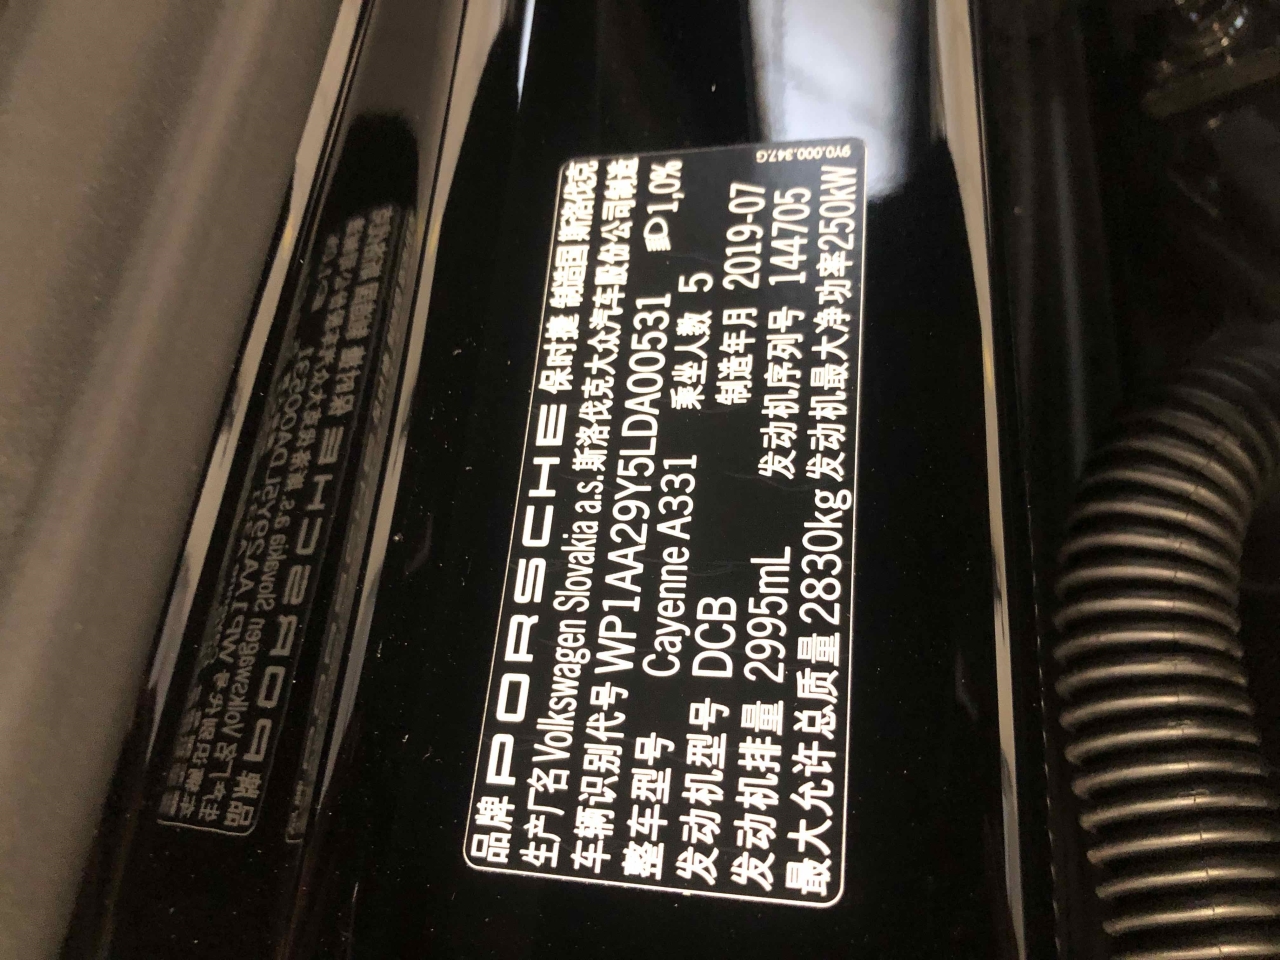 品牌 PORSCHE 保时捷 制造国 斯洛伐克
生产厂名 Volkswagen Slovakia a.s.斯洛伐克大众汽车股份公司制造
车辆识别代号 WP1AA29Y5LDA00531 1,0%
整车型号 Cayenne A331 乘坐人数 5
发动机型号 DCB 制造年月 2019-07
发动机排量 2995mL 发动机序列号 144705
最大允许总质量 2830kg 发动机最大净功率250kW
9Y0.000.347.G